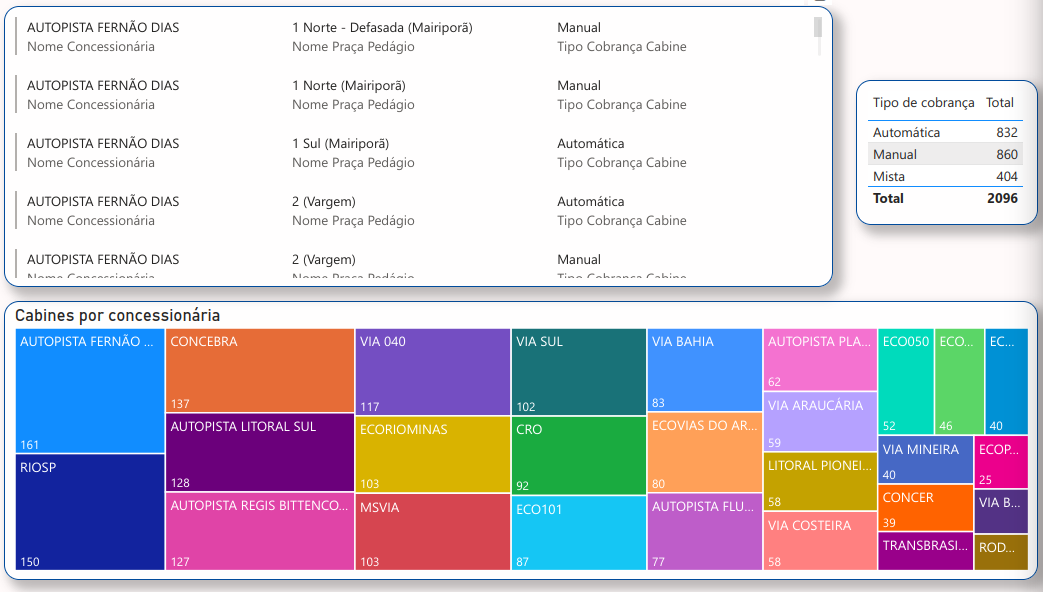 AUTOPISTA FERNÃO DIAS 1 Norte - Defasada (Mairiporã) Manual
Nome Concessionária Nome Praça Pedágio Tipo Cobrança Cabine
AUTOPISTA FERNÃO DIAS 1 Norte (Mairiporã) Manual
Nome Concessionária Nome Praça Pedágio Tipo Cobrança Cabine
AUTOPISTA FERNÃO DIAS 1 Sul (Mairiporã) Automática
Nome Concessionária Nome Praça Pedágio Tipo Cobrança Cabine
AUTOPISTA FERNÃO DIAS 2 (Vargem) Automática
Nome Concessionária Nome Praça Pedágio Tipo Cobrança Cabine
AUTOPISTA FERNÃO DIAS 2 (Vargem) Manual
Nome Concessionária Nome Praça Pedágio Tipo Cobrança Cabine
Tipo de cobrança Total
Automática 832
Manual 860
Mista 404
Total 2096
Cabines por concessionária
AUTOPISTA FERNÃO ...
161
RIOSP
150
CONCEBRA
137
AUTOPISTA LITORAL SUL
128
AUTOPISTA REGIS BITTENCO...
127
VIA 040
117
ECORIOMINAS
103
MSVIA
103
VIA SUL
102
CRO
92
ECO101
87
VIA BAHIA
83
ECOVIAS DO AR...
80
AUTOPISTA FLU...
77
AUTOPISTA PLA...
62
VIA ARAUCÁRIA
59
LITORAL PIONEI...
58
VIA COSTEIRA
58
ECO050
52
ECO...
46
EC...
40
VIA MINEIRA
40
CONCER
39
TRANSBRASI...
ECOP...
25
VIA B...
ROD...